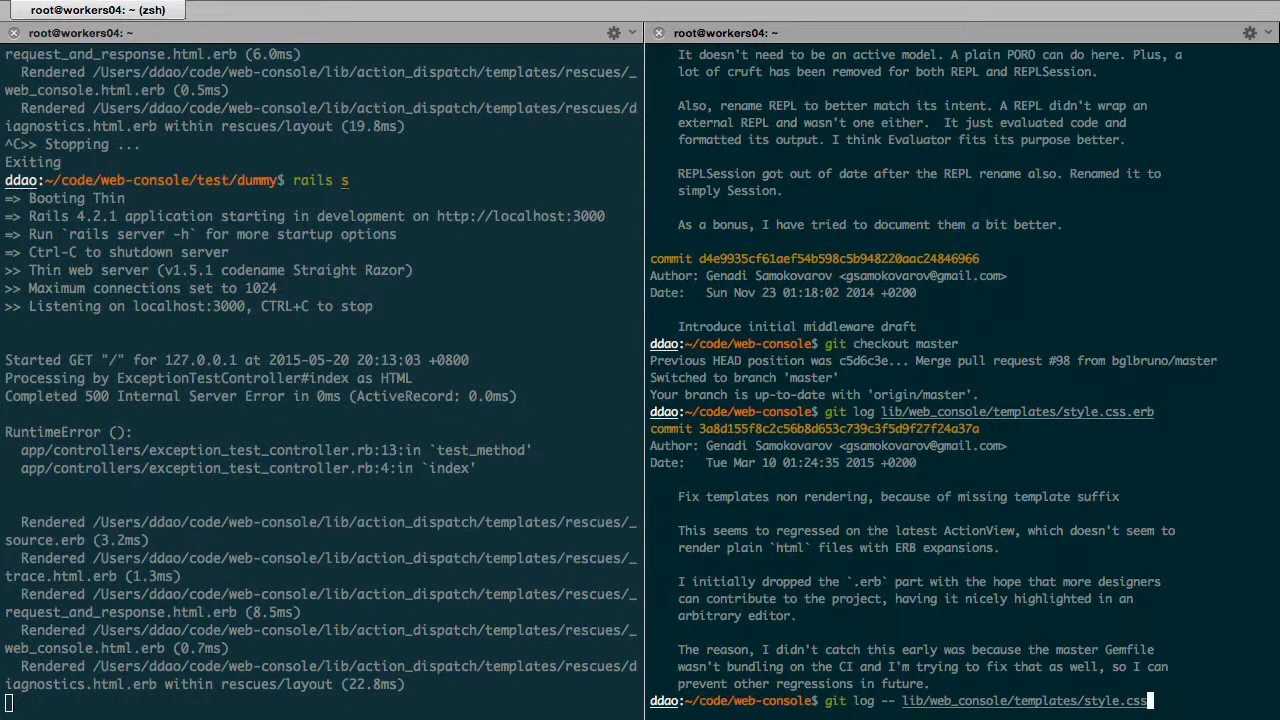 root@workers04: ~ (zsh)
root@workers04: ~
request_and_response.html.erb (6.0ms)
  Rendered /Users/ddao/code/web-console/lib/action_dispatch/templates/rescues/_
web_console.html.erb (0.5ms)
  Rendered /Users/ddao/code/web-console/lib/action_dispatch/templates/rescues/d
iagnostics.html.erb within rescues/layout (19.8ms)
^C>> Stopping ...
Exiting
ddao:~/code/web-console/test/dummy$ rails s
=> Booting Thin
=> Rails 4.2.1 application starting in development on http://localhost:3000
=> Run `rails server -h` for more startup options
=> Ctrl-C to shutdown server
>> Thin web server (v1.5.1 codename Straight Razor)
>> Maximum connections set to 1024
>> Listening on localhost:3000, CTRL+C to stop
Started GET "/" for 127.0.0.1 at 2015-05-20 20:13:03 +0800
Processing by ExceptionTestController#index as HTML
Completed 500 Internal Server Error in 0ms (ActiveRecord: 0.0ms)
RuntimeError ():
  app/controllers/exception_test_controller.rb:13:in `test_method'
  app/controllers/exception_test_controller.rb:4:in `index'
  Rendered /Users/ddao/code/web-console/lib/action_dispatch/templates/rescues/_
source.erb (3.2ms)
  Rendered /Users/ddao/code/web-console/lib/action_dispatch/templates/rescues/_
trace.html.erb (1.3ms)
  Rendered /Users/ddao/code/web-console/lib/action_dispatch/templates/rescues/_
request_and_response.html.erb (8.5ms)
  Rendered /Users/ddao/code/web-console/lib/action_dispatch/templates/rescues/_
web_console.html.erb (0.7ms)
  Rendered /Users/ddao/code/web-console/lib/action_dispatch/templates/rescues/d
iagnostics.html.erb within rescues/layout (22.8ms)
root@workers04: ~
    It doesn't need to be an active model. A plain PORO can do here. Plus, a
    lot of cruft has been removed for both REPL and REPLSession.
    Also, rename REPL to better match its intent. A REPL didn't wrap an
    external REPL and wasn't one either.  It just evaluated code and
    formatted its output. I think Evaluator fits its purpose better.
    REPLSession got out of date after the REPL rename also. Renamed it to
    simply Session.
    As a bonus, I have tried to document them a bit better.
commit d4e9935cf61aef54b598c5b948220aac24846966
Author: Genadi Samokovarov <gsamokovarov@gmail.com>
Date:   Sun Nov 23 01:18:02 2014 +0200
    Introduce initial middleware draft
ddao:~/code/web-console$ git checkout master
Previous HEAD position was c5d6c3e... Merge pull request #98 from bglbruno/master
Switched to branch 'master'
Your branch is up-to-date with 'origin/master'.
ddao:~/code/web-console$ git log lib/web_console/templates/style.css.erb
commit 3a8d155f8c2c56b8d653c739c3f5d9f27f24a37a
Author: Genadi Samokovarov <gsamokovarov@gmail.com>
Date:   Tue Mar 10 01:24:35 2015 +0200
    Fix templates non rendering, because of missing template suffix
    This seems to regressed on the latest ActionView, which doesn't seem to
    render plain `html` files with ERB expansions.
    I initially dropped the `.erb` part with the hope that more designers
    can contribute to the project, having it nicely highlighted in an
    arbitrary editor.
    The reason, I didn't catch this early was because the master Gemfile
    wasn't bundling on the CI and I'm trying to fix that as well, so I can
    prevent other regressions in future.
ddao:~/code/web-console$ git log -- lib/web_console/templates/style.css